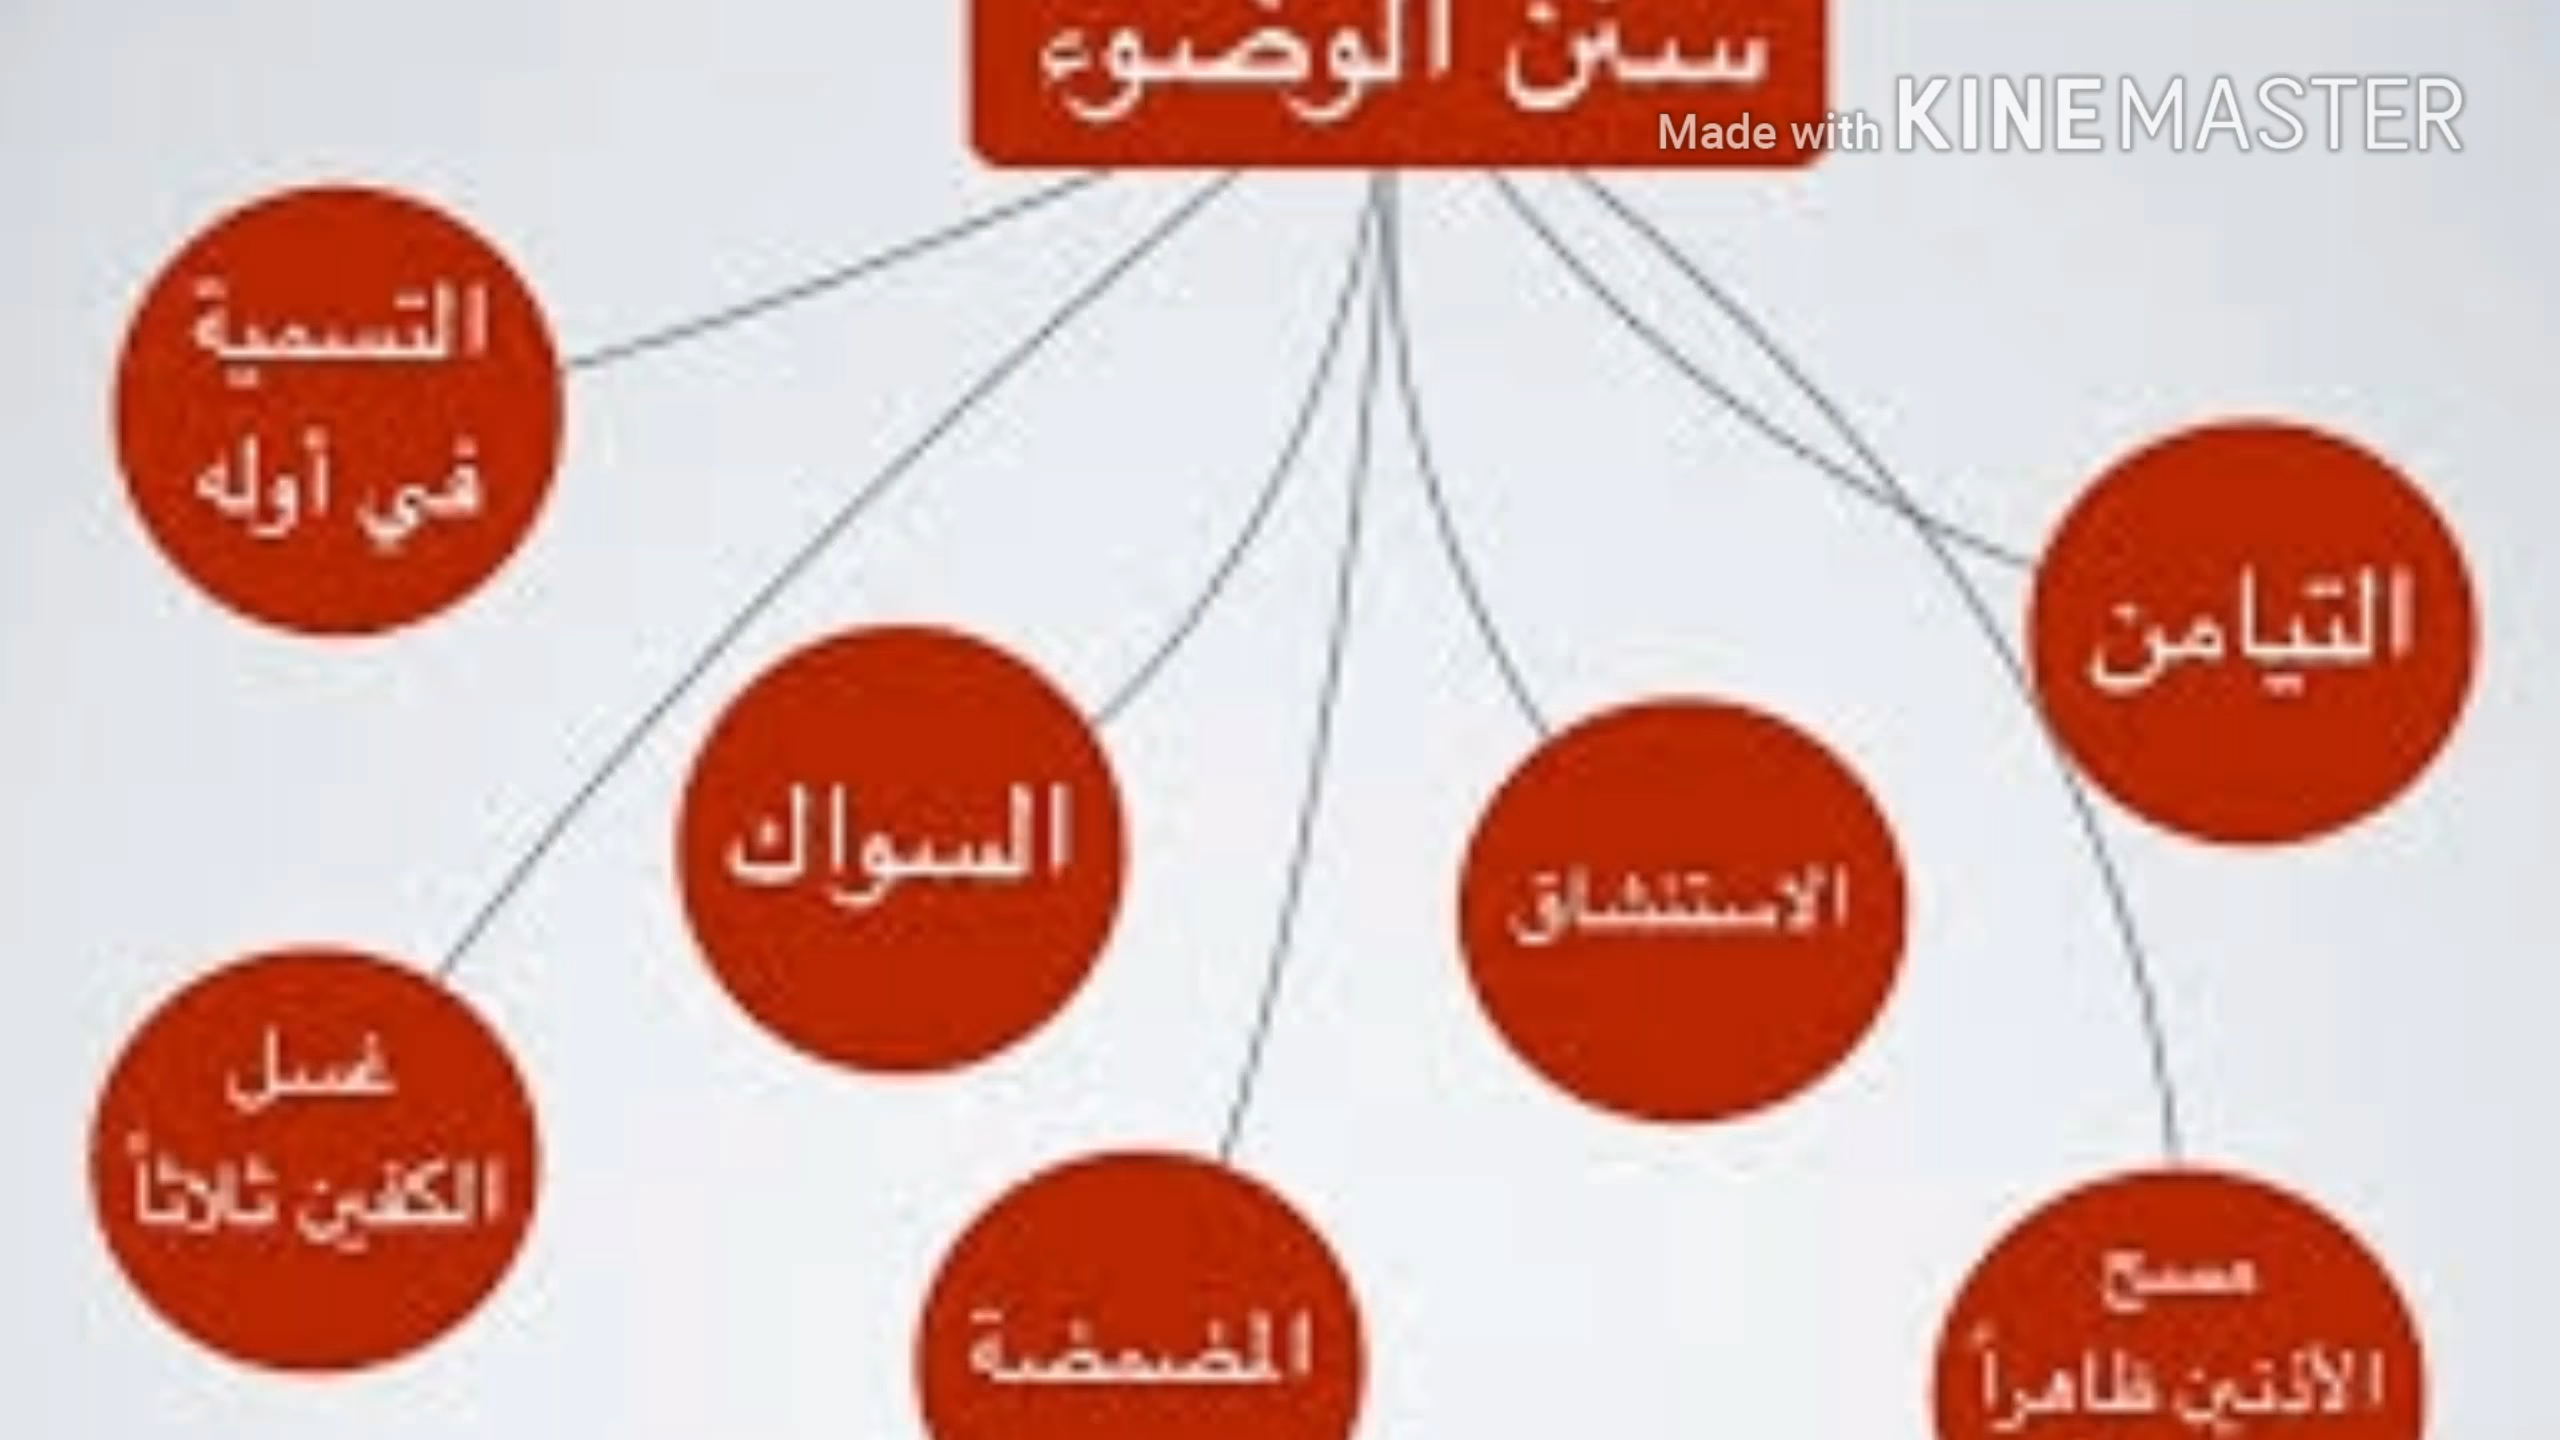 سنن الوضوء
Made with KINEMASTER
التسمية
في أوله
التيامن
السواك
الاستنشاق
غسل
الكفين ثلاثاً
المضمضة
مسح
الأذنين ظاهراً